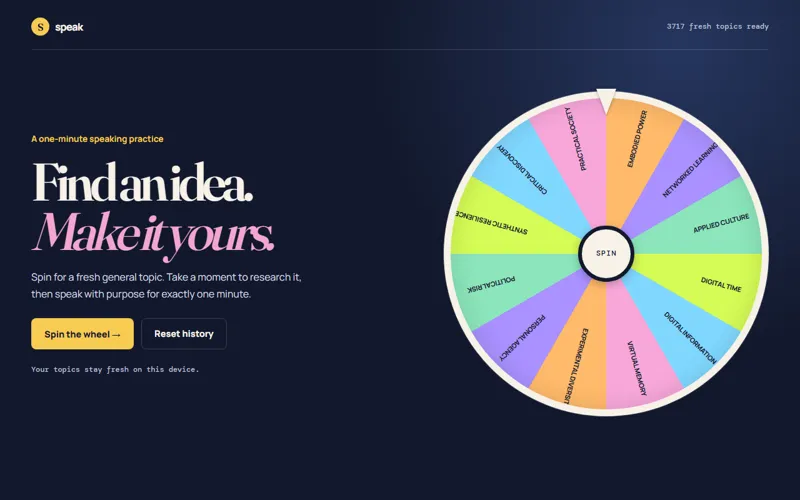 S speak
3717 fresh topics ready
A one-minute speaking practice
Find an idea.
Make it yours.
Spin for a fresh general topic. Take a moment to research it,
then speak with purpose for exactly one minute.
Spin the wheel →
Reset history
Your topics stay fresh on this device.
EMBODIED POWER
NETWORKED LEARNING
APPLIED CULTURE
DIGITAL TIME
DIGITAL INFORMATION
VIRTUAL MEMORY
EXPERIMENTAL DIVERSIT
PERSONAL AGENCY
POLITICAL RISK
SYNTHETIC RESILIENCE
CRITICAL DISCOVERY
PRACTICAL SOCIETY
SPIN